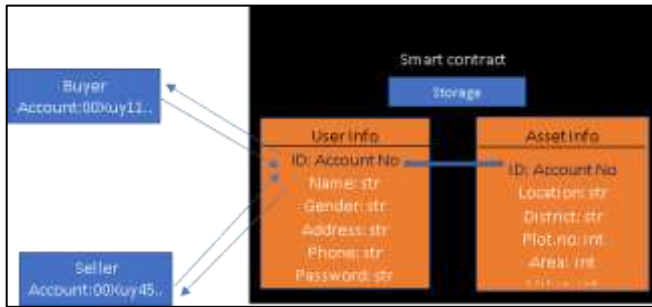 Smart contract
Storage
Buyer
Account:00Xuy11..
User Info
ID: Account No
Name: str
Gender: str
Address: str
Phone: str
Password: str
Asset Info
ID: Account No
Location: str
District: str
Plot.no: int
Area: int
Seller
Account:00Xuy45..